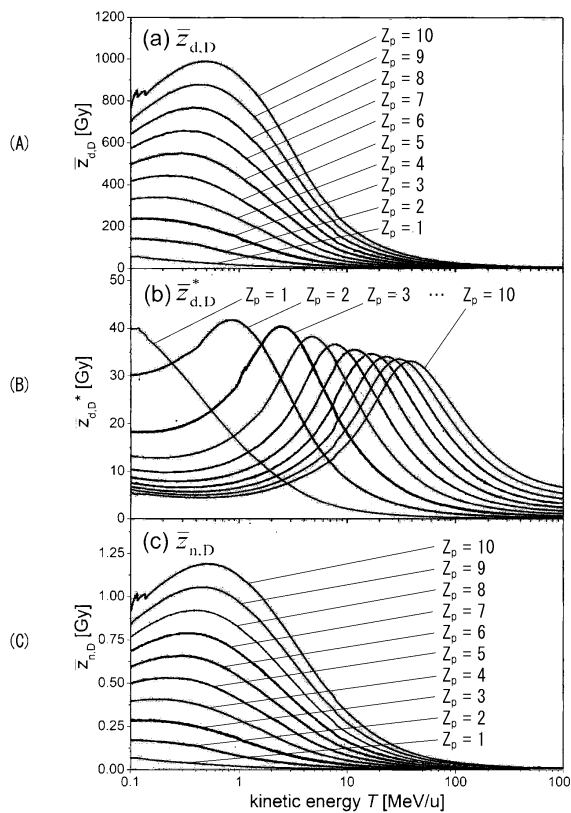 (A)
(a) z̅d,D
z̅d,D [Gy]
1200
1000
800
600
400
200
0
Zp = 10
Zp = 9
Zp = 8
Zp = 7
Zp = 6
Zp = 5
Zp = 4
Zp = 3
Zp = 2
Zp = 1
(B)
(b) z̅d,D*
z̅d,D* [Gy]
50
40
30
20
10
0
Zp = 1 Zp = 2 Zp = 3 ⋯ Zp = 10
(C)
(c) z̅n,D
z̅n,D [Gy]
1.25
1.00
0.75
0.50
0.25
0.00
Zp = 10
Zp = 9
Zp = 8
Zp = 7
Zp = 6
Zp = 5
Zp = 4
Zp = 3
Zp = 2
Zp = 1
0.1 1 10 100 100
kinetic energy T [MeV/u]